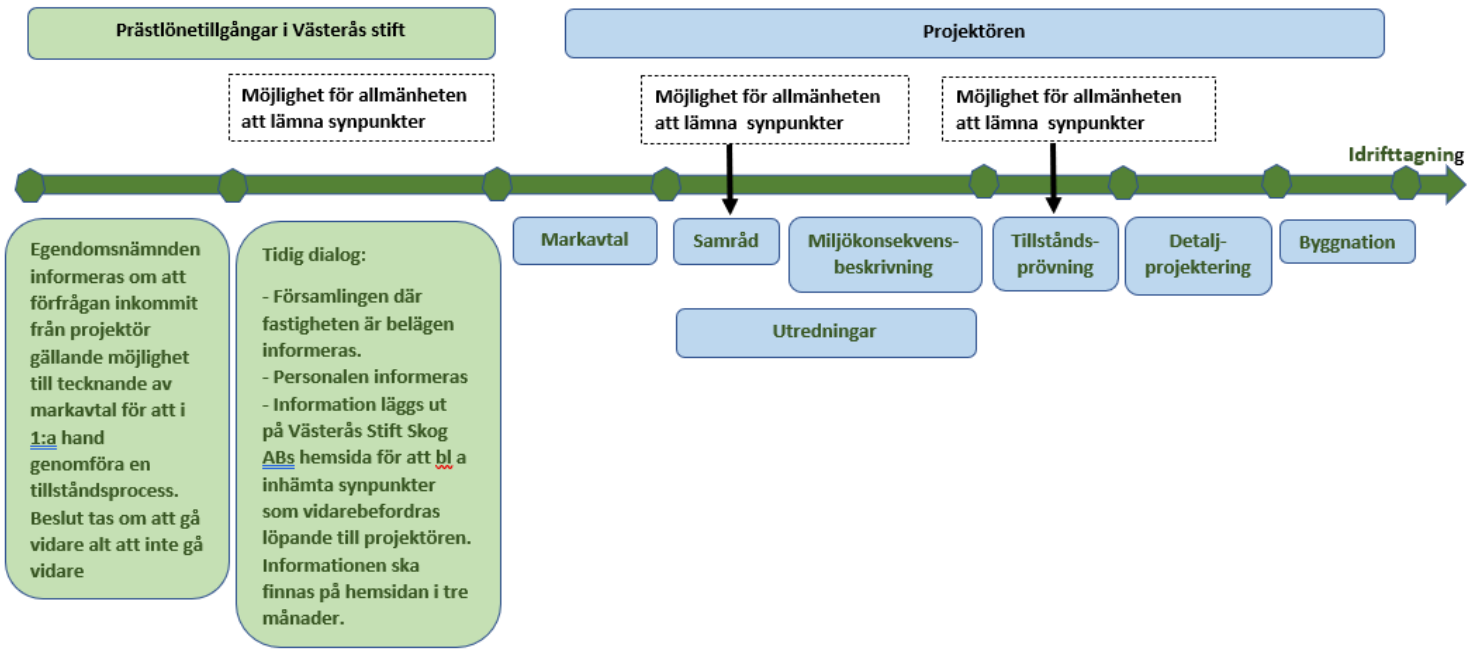 Prästlönetillgångar i Västerås stift
Projektören
Möjlighet för allmänheten
att lämna synpunkter
Möjlighet för allmänheten
att lämna synpunkter
Möjlighet för allmänheten
att lämna synpunkter
Idrifttagning
Egendomsnämnden
informeras om att
förfrågan inkommit
från projektör
gällande möjlighet
till tecknande av
markavtal för att i
1:a hand
genomföra en
tillståndsprocess.
Beslut tas om att gå
vidare alt att inte gå
vidare
Tidig dialog:
- Församlingen där
fastigheten är belägen
informeras.
- Personalen informeras
- Information läggs ut
på Västerås Stift Skog
ABs hemsida för att bl a
inhämta synpunkter
som vidarebefordras
löpande till projektören.
Informationen ska
finnas på hemsidan i tre
månader.
Markavtal
Samråd
Miljökonsekvens-
beskrivning
Utredningar
Tillstånds-
prövning
Detalj-
projektering
Byggnation